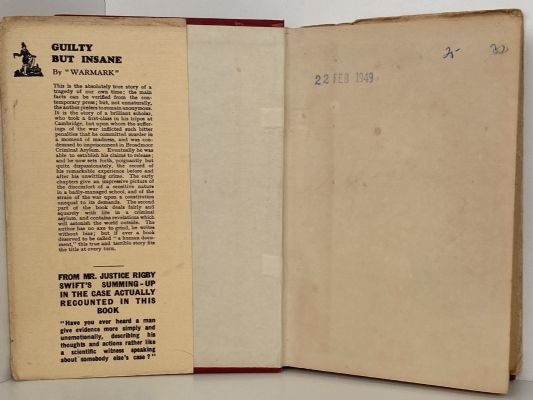 GUILTY
BUT INSANE
By "WARMARK"
This is the absolutely true story of a
tragedy of our own time; the main
facts can be verified from the con-
temporary press; but, not unnaturally,
the author prefers to remain anonymous.
It is the story of a brilliant scholar,
who took a first-class in his tripos at
Cambridge, but upon whom the suffer-
ings of the war inflicted such bitter
penalties that he committed murder in
a moment of madness, and was con-
demned to imprisonment in Broadmoor
Criminal Asylum. Eventually he was
able to establish his claims to release;
and he now sets forth, poignantly but
quite dispassionately, the record of
his remarkable experience before and
after his unwitting crime. The early
chapters give an impressive picture of
the discomfort of a sensitive nature
in a badly-managed school, and of the
strain of the war upon a constitution
unequal to its demands. The second
part of the book deals fairly and
squarely with life in a criminal
asylum, and contains revelations which
will astonish the outside world. The
author has no axe to grind, he writes
without bias; but if ever a book
deserved to be called "a human docu-
ment," this true and terrible story fits
the title at every turn.
FROM MR. JUSTICE RIGBY
SWIFT'S SUMMING-UP
IN THE CASE ACTUALLY
RECOUNTED IN THIS
BOOK
"Have you ever heard a man
give evidence more simply and
unemotionally, describing his
thoughts and actions rather like
a scientific witness speaking
about somebody else's case?"
22 FEB 1949